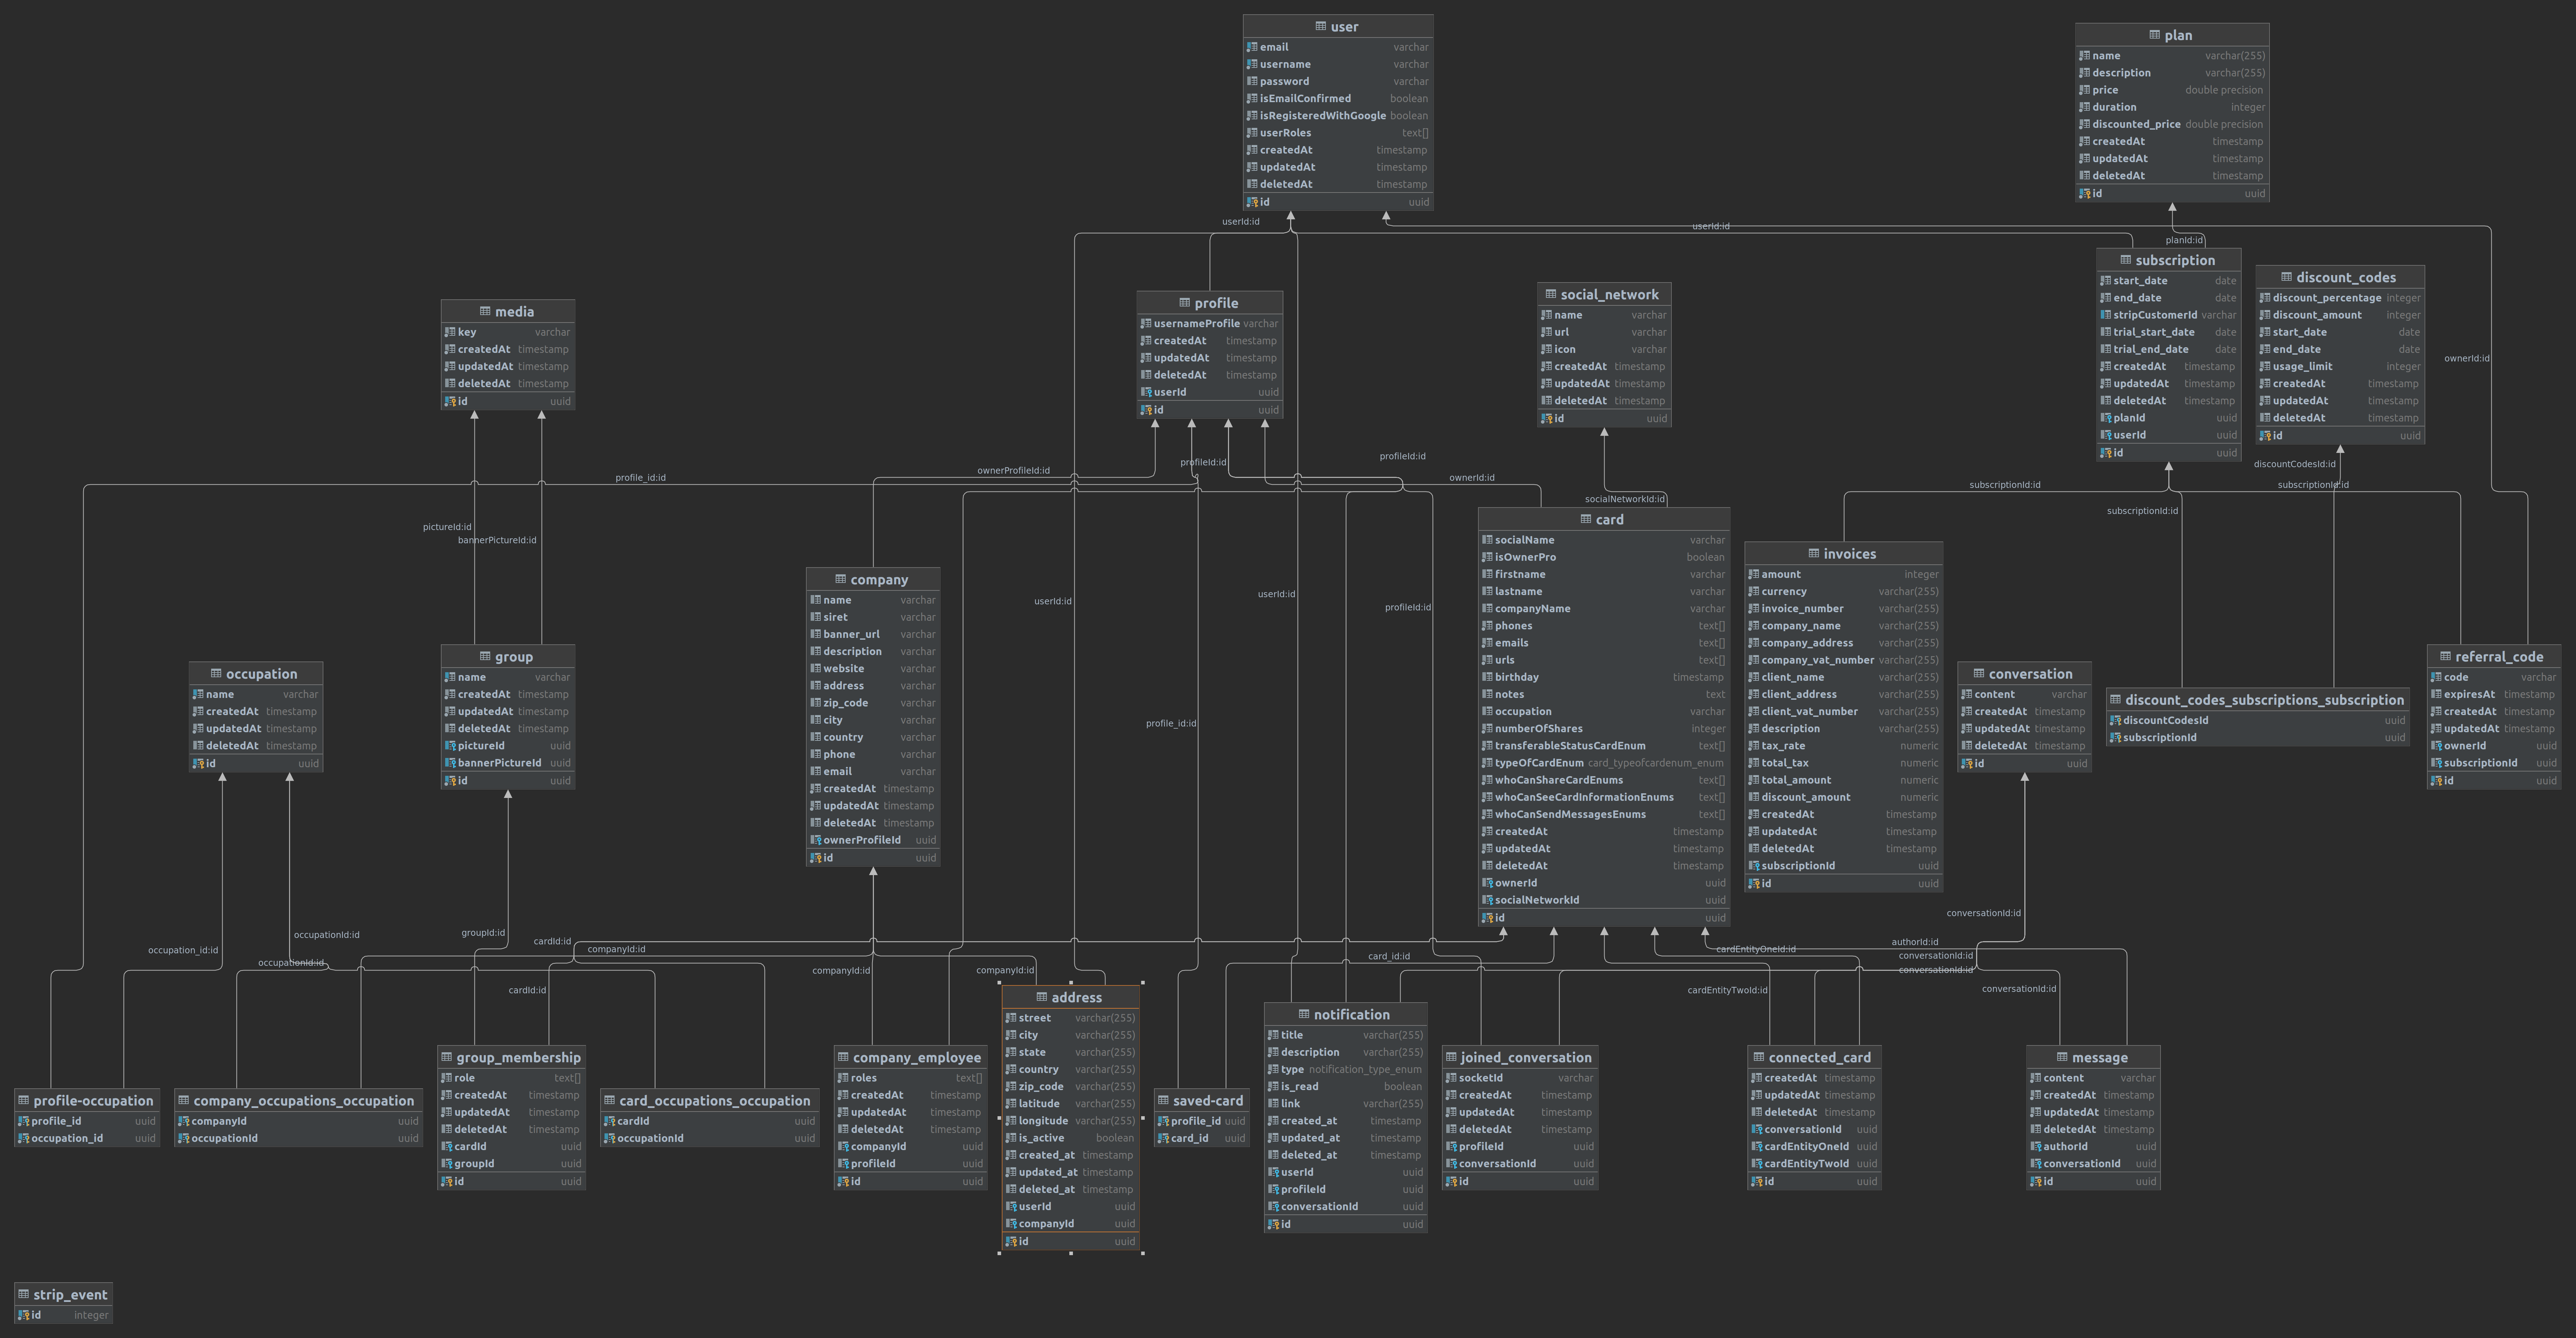 user
email varchar
username varchar
password varchar
isEmailConfirmed boolean
isRegisteredWithGoogle boolean
userRoles text[]
createdAt timestamp
updatedAt timestamp
deletedAt timestamp
id uuid
plan
name varchar(255)
description varchar(255)
price double precision
duration integer
discounted_price double precision
createdAt timestamp
updatedAt timestamp
deletedAt timestamp
id uuid
userId:id
userId:id
planId:id
subscription
start_date date
end_date date
stripCustomerId varchar
trial_start_date date
trial_end_date date
createdAt timestamp
updatedAt timestamp
deletedAt timestamp
planId uuid
userId uuid
id uuid
discount_codes
discount_percentage integer
discount_amount integer
start_date date
end_date date
usage_limit integer
createdAt timestamp
updatedAt timestamp
deletedAt timestamp
id uuid
ownerId:id
media
key varchar
createdAt timestamp
updatedAt timestamp
deletedAt timestamp
id uuid
profile
usernameProfile varchar
createdAt timestamp
updatedAt timestamp
deletedAt timestamp
userId uuid
id uuid
social_network
name varchar
url varchar
icon varchar
createdAt timestamp
updatedAt timestamp
deletedAt timestamp
id uuid
profile_id:id
ownerProfileId:id
profileId:id
profileId:id
ownerId:id
socialNetworkId:id
subscriptionId:id
discountCodesId:id
subscriptionId:id
subscriptionId:id
pictureId:id
bannerPictureId:id
userId:id
userId:id
profileId:id
company
name varchar
siret varchar
banner_url varchar
description varchar
website varchar
address varchar
zip_code varchar
city varchar
country varchar
phone varchar
email varchar
createdAt timestamp
updatedAt timestamp
deletedAt timestamp
ownerProfileId uuid
id uuid
card
socialName varchar
isOwnerPro boolean
firstname varchar
lastname varchar
companyName varchar
phones text[]
emails text[]
urls text[]
birthday timestamp
notes text
occupation varchar
numberOfShares integer
transferableStatusCardEnum text[]
typeOfCardEnum card_typeofcardenum_enum
whoCanShareCardEnums text[]
whoCanSeeCardInformationEnums text[]
whoCanSendMessagesEnums text[]
createdAt timestamp
updatedAt timestamp
deletedAt timestamp
ownerId uuid
socialNetworkId uuid
id uuid
invoices
amount integer
currency varchar(255)
invoice_number varchar(255)
company_name varchar(255)
company_address varchar(255)
company_vat_number varchar(255)
client_name varchar(255)
client_address varchar(255)
client_vat_number varchar(255)
description varchar(255)
tax_rate numeric
total_tax numeric
total_amount numeric
discount_amount numeric
createdAt timestamp
updatedAt timestamp
deletedAt timestamp
subscriptionId uuid
id uuid
occupation
name varchar
createdAt timestamp
updatedAt timestamp
deletedAt timestamp
id uuid
group
name varchar
createdAt timestamp
updatedAt timestamp
deletedAt timestamp
pictureId uuid
bannerPictureId uuid
id uuid
conversation
content varchar
createdAt timestamp
updatedAt timestamp
deletedAt timestamp
id uuid
discount_codes_subscriptions_subscription
discountCodesId uuid
subscriptionId uuid
referral_code
code varchar
expiresAt timestamp
createdAt timestamp
updatedAt timestamp
ownerId uuid
subscriptionId uuid
id uuid
profile_id:id
occupation_id:id
occupationId:id
occupationId:id
groupId:id
cardId:id
cardId:id
companyId:id
companyId:id
companyId:id
card_id:id
cardEntityOneId:id
cardEntityTwoId:id
authorId:id
conversationId:id
conversationId:id
conversationId:id
conversationId:id
profile-occupation
profile_id uuid
occupation_id uuid
company_occupations_occupation
companyId uuid
occupationId uuid
group_membership
role text[]
createdAt timestamp
updatedAt timestamp
deletedAt timestamp
cardId uuid
groupId uuid
id uuid
card_occupations_occupation
cardId uuid
occupationId uuid
company_employee
roles text[]
createdAt timestamp
updatedAt timestamp
deletedAt timestamp
companyId uuid
profileId uuid
id uuid
address
street varchar(255)
city varchar(255)
state varchar(255)
country varchar(255)
zip_code varchar(255)
latitude varchar(255)
longitude varchar(255)
is_active boolean
created_at timestamp
updated_at timestamp
deleted_at timestamp
userId uuid
companyId uuid
id uuid
saved-card
profile_id uuid
card_id uuid
notification
title varchar(255)
description varchar(255)
type notification_type_enum
is_read boolean
link varchar(255)
created_at timestamp
updated_at timestamp
deleted_at timestamp
userId uuid
profileId uuid
conversationId uuid
id uuid
joined_conversation
socketId varchar
createdAt timestamp
updatedAt timestamp
deletedAt timestamp
profileId uuid
conversationId uuid
id uuid
connected_card
createdAt timestamp
updatedAt timestamp
deletedAt timestamp
conversationId uuid
cardEntityOneId uuid
cardEntityTwoId uuid
id uuid
message
content varchar
createdAt timestamp
updatedAt timestamp
deletedAt timestamp
authorId uuid
conversationId uuid
id uuid
strip_event
id integer